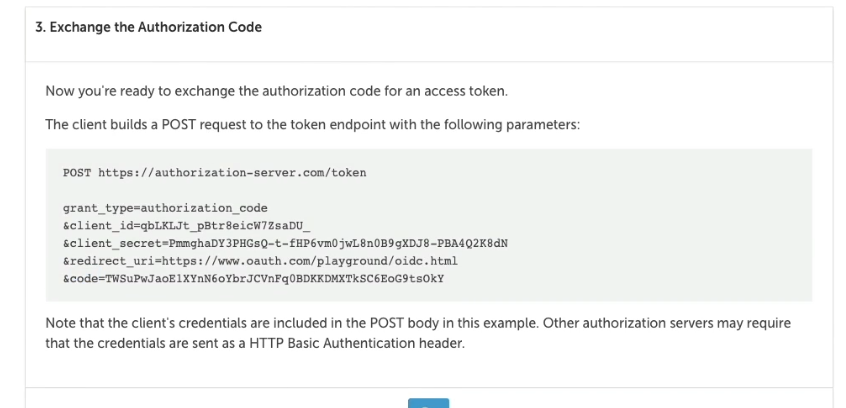 3. Exchange the Authorization Code
Now you're ready to exchange the authorization code for an access token.
The client builds a POST request to the token endpoint with the following parameters:
POST https://authorization-server.com/token
grant_type=authorization_code
&client_id=qbLKLJt_pBtr8eicW7ZsaDU_
&client_secret=PmmghaDY3PHGsQ-t-fHP6vm0jwL8n0B9gXDJ8-PBA4Q2K8dN
&redirect_uri=https://www.oauth.com/playground/oidc.html
&code=TWSuPwJaoElXYnN6oYbrJCVnFq0BDKKDMXTkSC6EoG9tsOkY
Note that the client's credentials are included in the POST body in this example. Other authorization servers may require
that the credentials are sent as a HTTP Basic Authentication header.